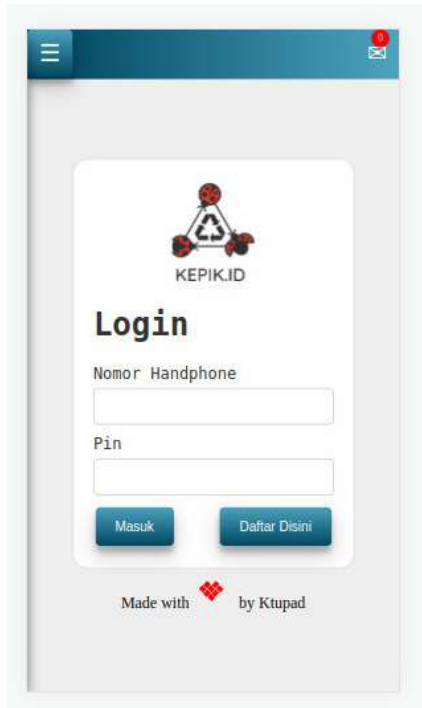 0
KEPIK.ID
Login
Nomor Handphone
Pin
Masuk Daftar Disini
Made with by Ktupad